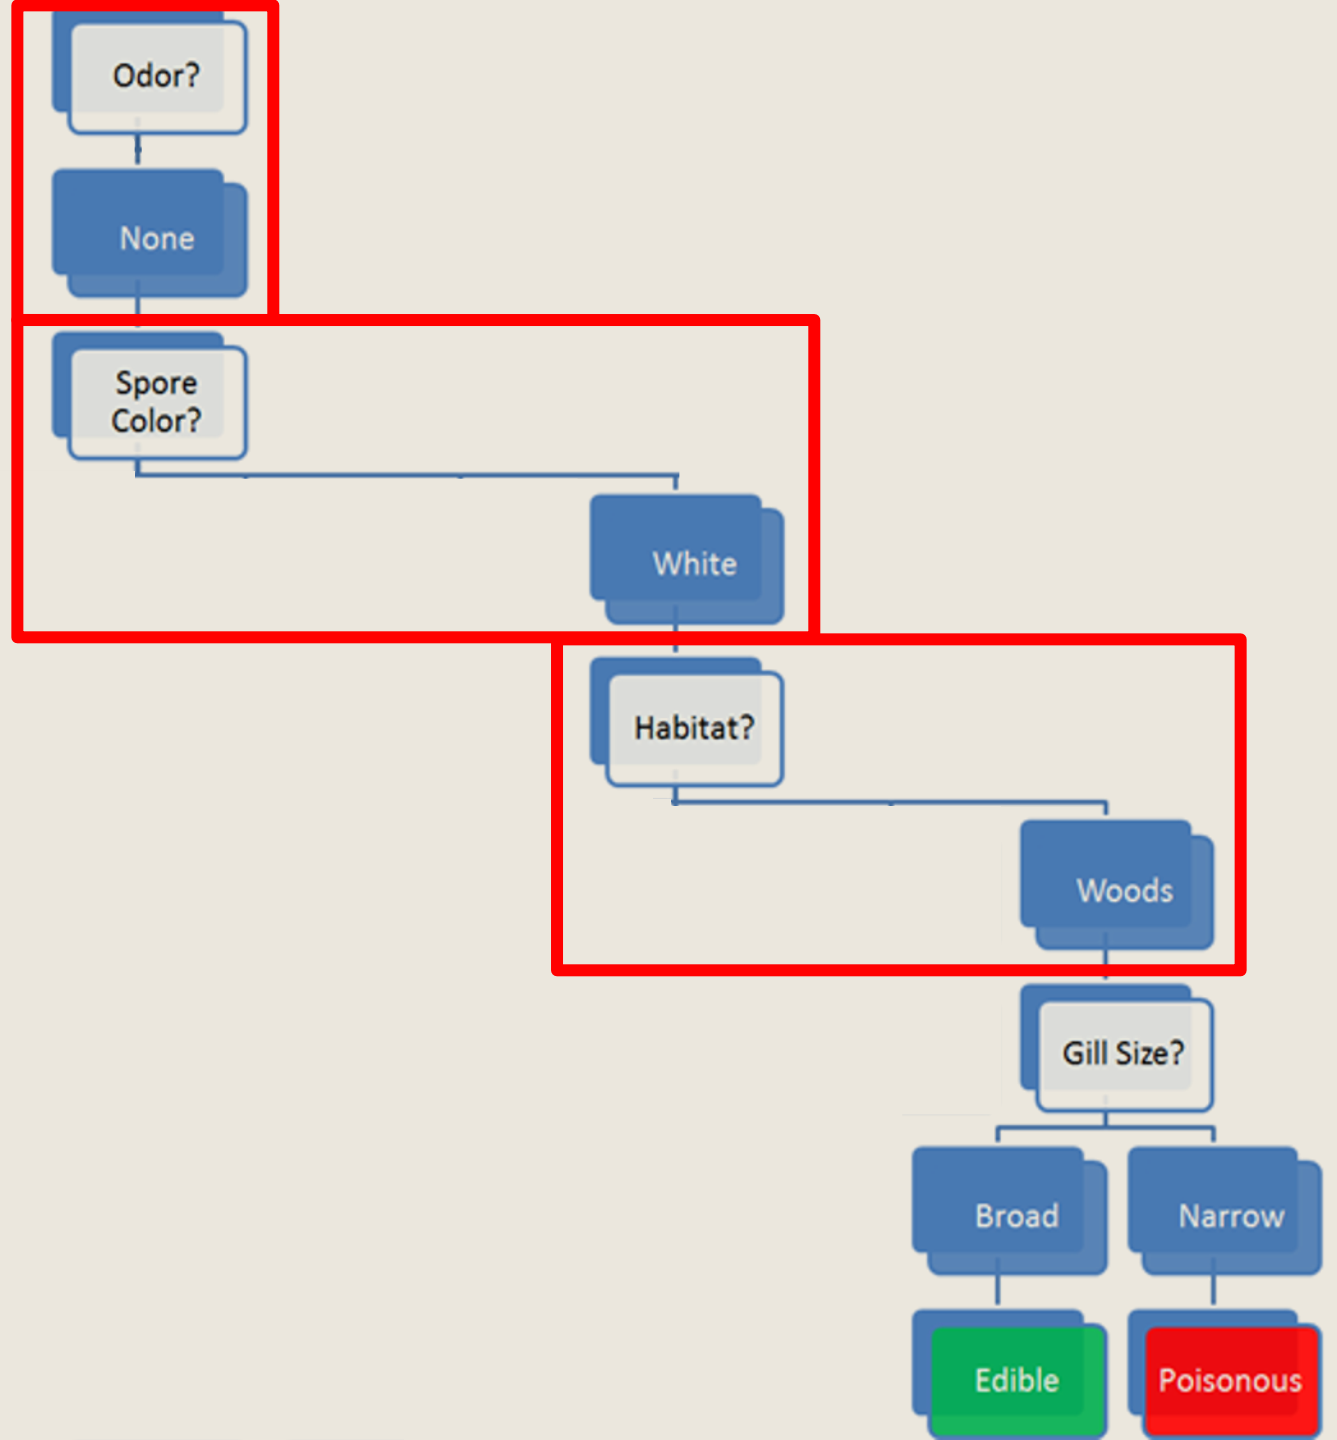 Odor?
None
Spore
Color?
White
Habitat?
Woods
Gill Size?
Broad
Narrow
Edible
Poisonous